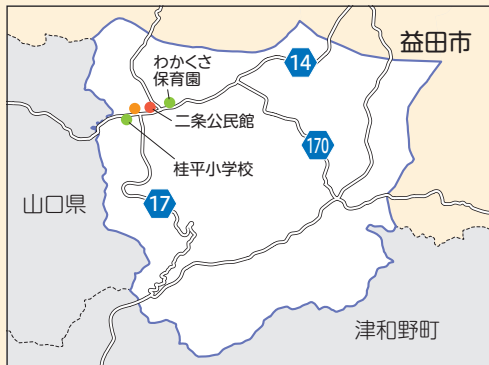 益田市
わかくさ
保育園
14
二条公民館
170
桂平小学校
17
山口県
津和野町